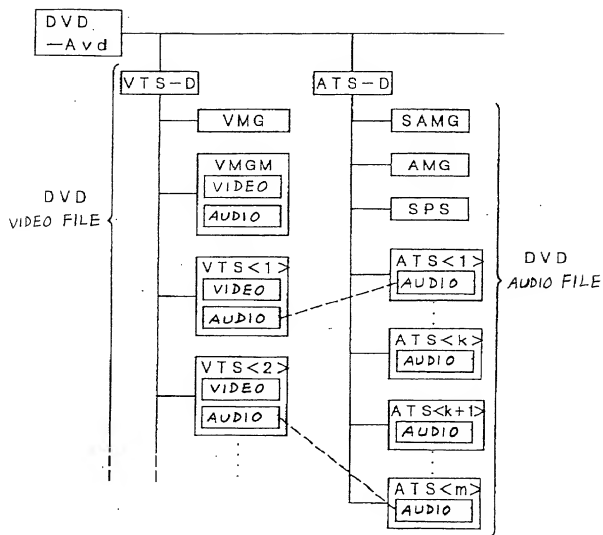 DVD
-Avd
VTS-D
ATS-D
DVD
VIDEO FILE
VMG
VMGM
VIDEO
AUDIO
VTS<1>
VIDEO
AUDIO
VTS<2>
VIDEO
AUDIO
SAMG
AMG
SPS
ATS<1>
AUDIO
ATS<k>
AUDIO
ATS<k+1>
AUDIO
ATS<m>
AUDIO
DVD
AUDIO FILE